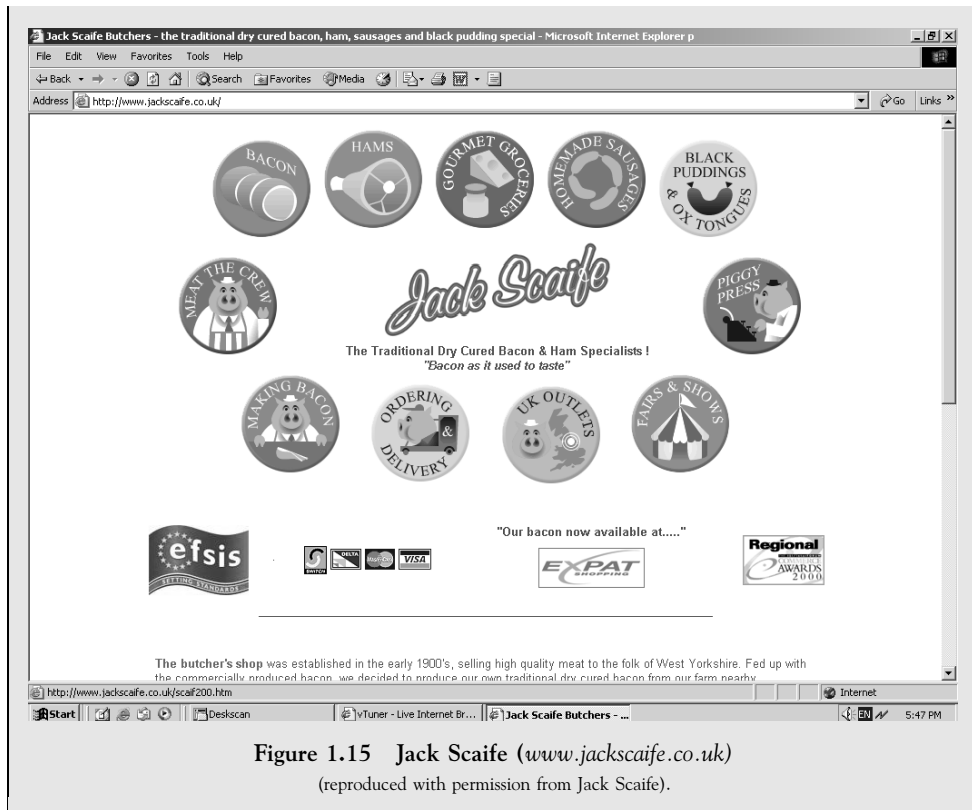 Jack Scaife Butchers - the traditional dry cured bacon, ham, sausages and black pudding special - Microsoft Internet Explorer p
File Edit View Favorites Tools Help
Back Search Favorites Media
Address http://www.jackscaife.co.uk/ Go Links »
BACON
HAMS
GOURMET GROCERIES
HOMEMADE SAUSAGES
BLACK PUDDINGS & OX TONGUES
MEAT THE CREW
Jack Scaife
PIGGY PRESS
The Traditional Dry Cured Bacon & Ham Specialists !
"Bacon as it used to taste"
MAKING BACON
ORDERING & DELIVERY
UK OUTLETS
FAIRS & SHOWS
"Our bacon now available at....."
efsis
SETTING STANDARDS
SWITCH DELTA MasterCard VISA
EXPAT
SHOPPING
Regional
COMMERCE
AWARDS
2000
The butcher's shop was established in the early 1900's, selling high quality meat to the folk of West Yorkshire. Fed up with
the commercially produced bacon, we decided to produce our own traditional dry cured bacon from our farm nearby
http://www.jackscaife.co.uk/scaif200.htm Internet
Start Deskscan vTuner - Live Internet Br... Jack Scaife Butchers - ... EN 5:47 PM
Figure 1.15 Jack Scaife (www.jackscaife.co.uk)
(reproduced with permission from Jack Scaife).